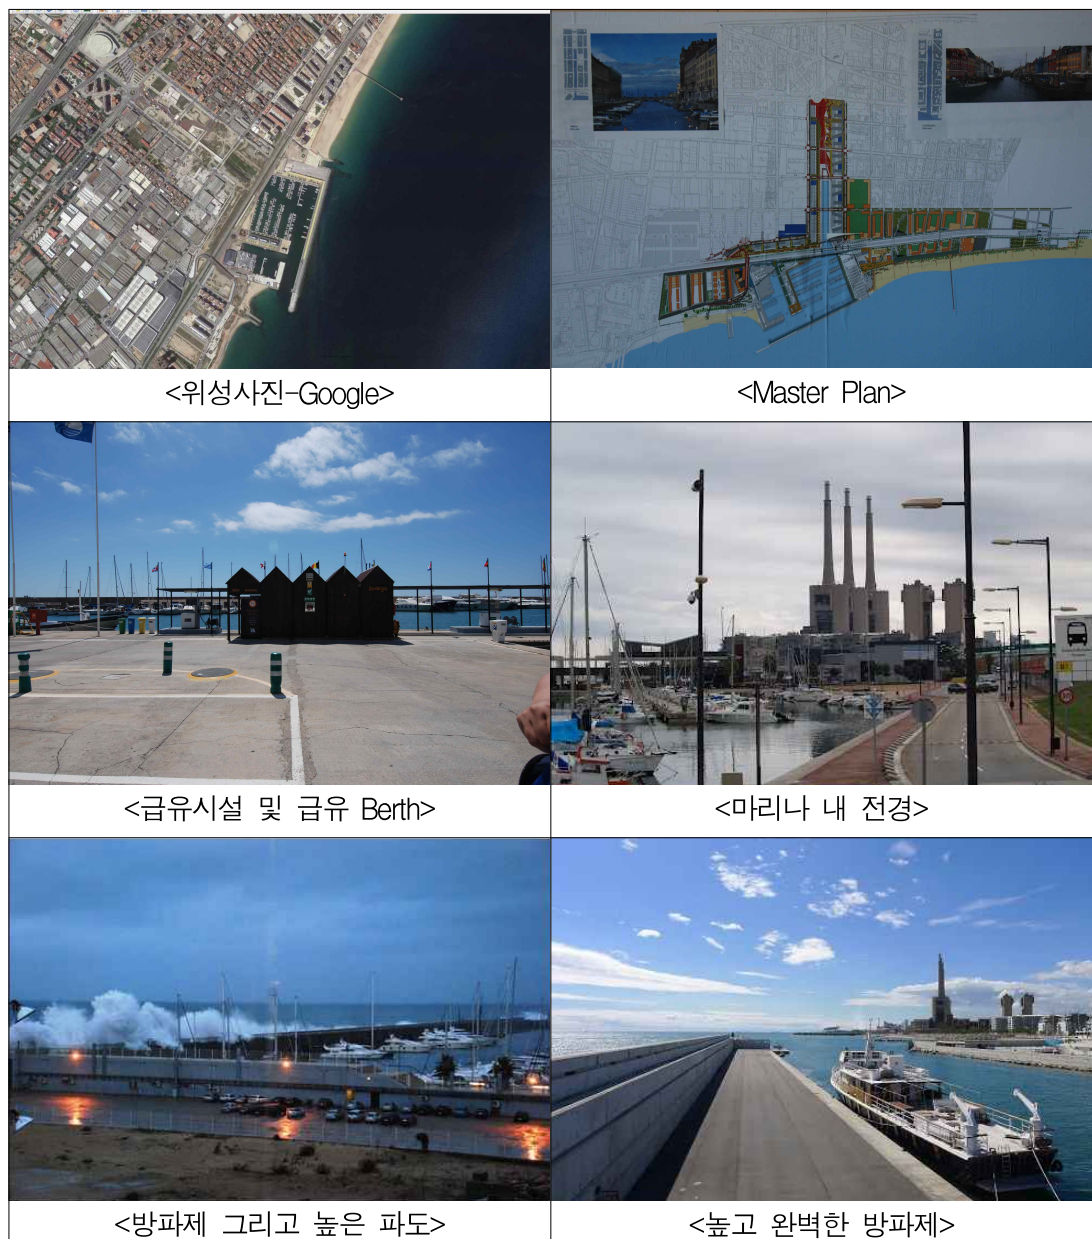 <위성사진-Google>
<Master Plan>
<급유시설 및 급유 Berth>
<마리나 내 전경>
<방파제 그리고 높은 파도>
<높고 완벽한 방파제>